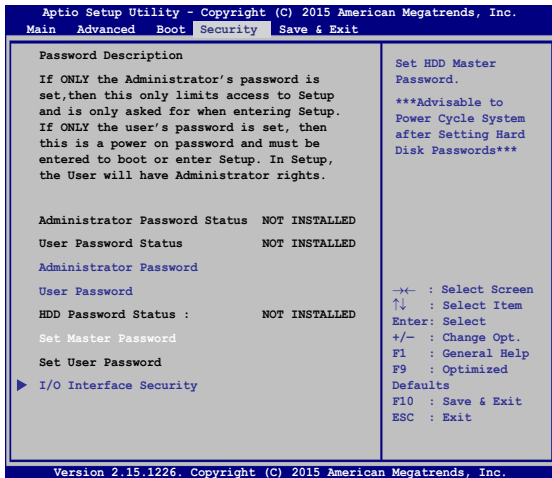 Aptio Setup Utility - Copyright (C) 2015 American Megatrends, Inc.
Main Advanced Boot Security Save & Exit
Password Description
If ONLY the Administrator's password is
set,then this only limits access to Setup
and is only asked for when entering Setup.
If ONLY the user's password is set, then
this is a power on password and must be
entered to boot or enter Setup. In Setup,
the User will have Administrator rights.
Administrator Password Status NOT INSTALLED
User Password Status NOT INSTALLED
Administrator Password
User Password
HDD Password Status : NOT INSTALLED
Set Master Password
Set User Password
I/O Interface Security
Set HDD Master
Password.
***Advisable to
Power Cycle System
after Setting Hard
Disk Passwords***
→← : Select Screen
↑↓ : Select Item
Enter: Select
+/— : Change Opt.
F1 : General Help
F9 : Optimized
Defaults
F10 : Save & Exit
ESC : Exit
Version 2.15.1226. Copyright (C) 2015 American Megatrends, Inc.